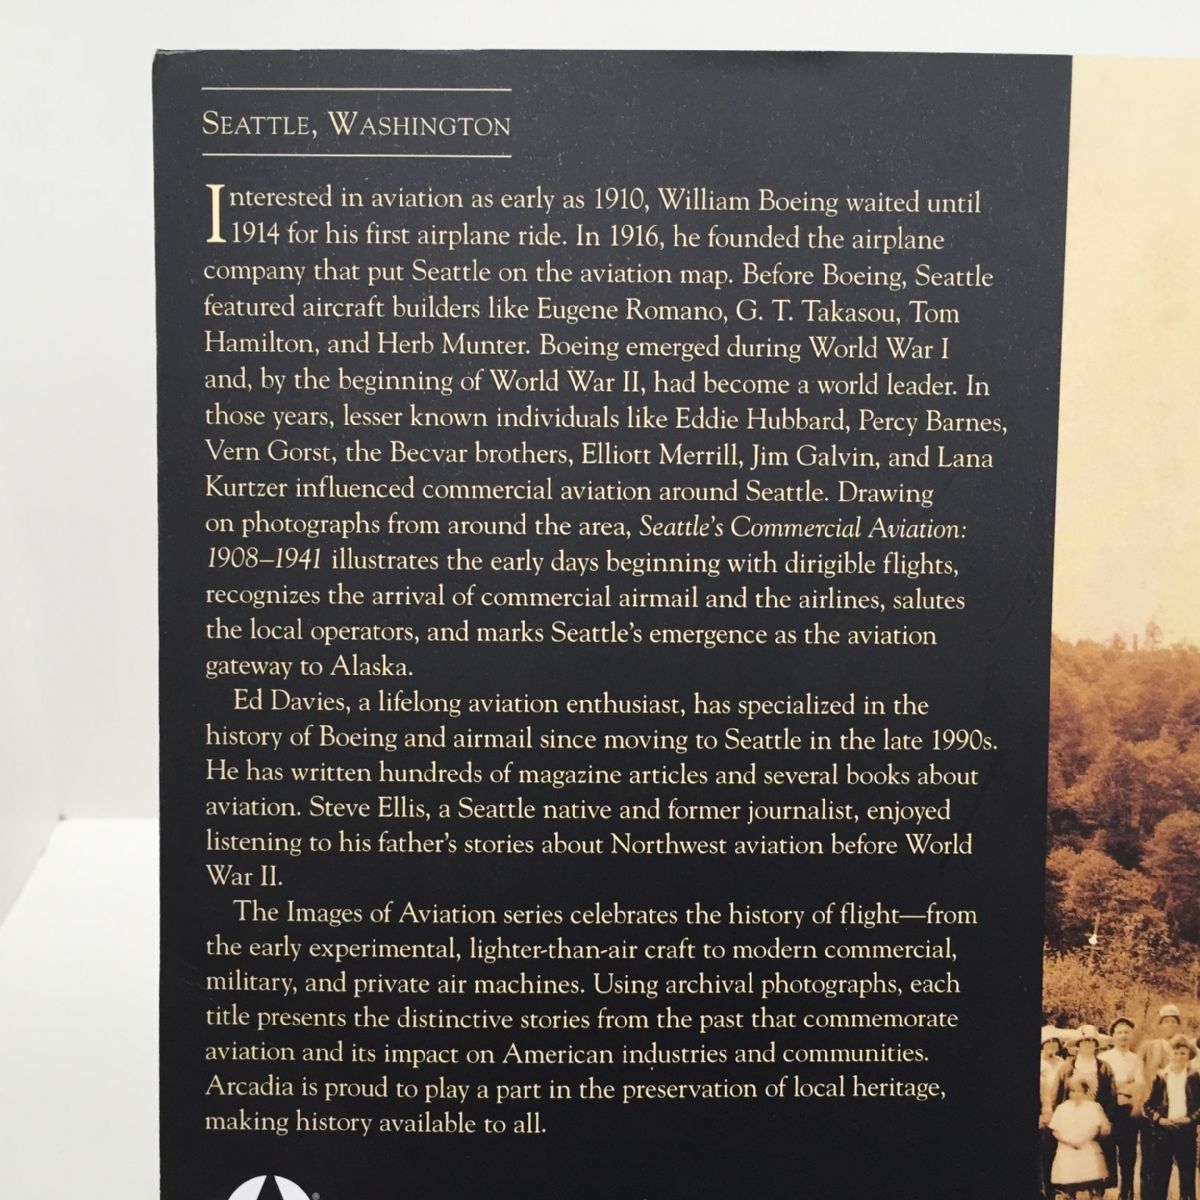 SEATTLE, WASHINGTON
Interested in aviation as early as 1910, William Boeing waited until
1914 for his first airplane ride. In 1916, he founded the airplane
company that put Seattle on the aviation map. Before Boeing, Seattle
featured aircraft builders like Eugene Romano, G. T. Takasou, Tom
Hamilton, and Herb Munter. Boeing emerged during World War I
and, by the beginning of World War II, had become a world leader. In
those years, lesser known individuals like Eddie Hubbard, Percy Barnes,
Vern Gorst, the Becvar brothers, Elliott Merrill, Jim Galvin, and Lana
Kurtzer influenced commercial aviation around Seattle. Drawing
on photographs from around the area, Seattle's Commercial Aviation:
1908–1941 illustrates the early days beginning with dirigible flights,
recognizes the arrival of commercial airmail and the airlines, salutes
the local operators, and marks Seattle's emergence as the aviation
gateway to Alaska.
Ed Davies, a lifelong aviation enthusiast, has specialized in the
history of Boeing and airmail since moving to Seattle in the late 1990s.
He has written hundreds of magazine articles and several books about
aviation. Steve Ellis, a Seattle native and former journalist, enjoyed
listening to his father's stories about Northwest aviation before World
War II.
The Images of Aviation series celebrates the history of flight—from
the early experimental, lighter-than-air craft to modern commercial,
military, and private air machines. Using archival photographs, each
title presents the distinctive stories from the past that commemorate
aviation and its impact on American industries and communities.
Arcadia is proud to play a part in the preservation of local heritage,
making history available to all.
®